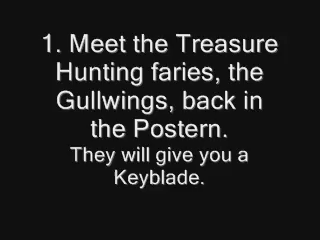 1. Meet the Treasure
Hunting faries, the
Gullwings, back in
the Postern.
They will give you a
Keyblade.